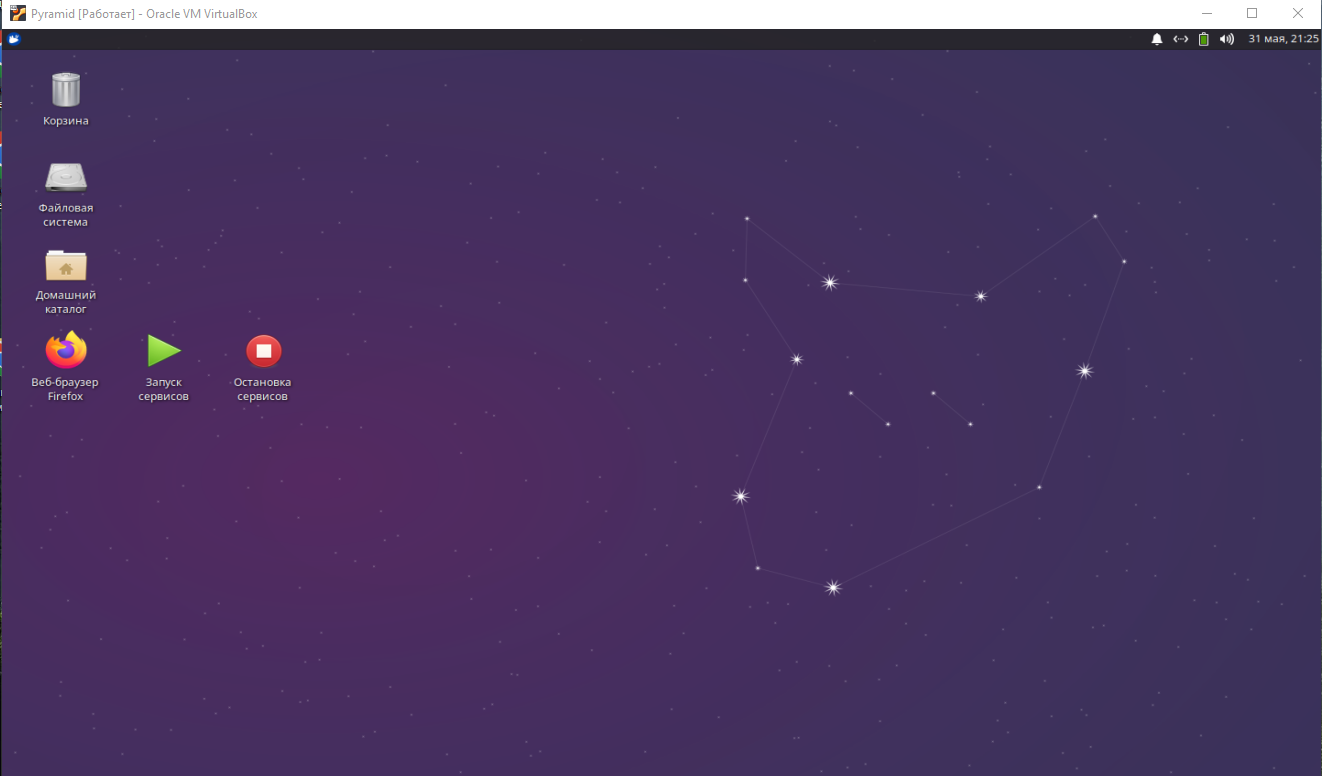 Pyramid [Работает] - Oracle VM VirtualBox
31 мая, 21:25
Корзина
Файловая
система
Домашний
каталог
Веб-браузер
Firefox
Запуск
сервисов
Остановка
сервисов